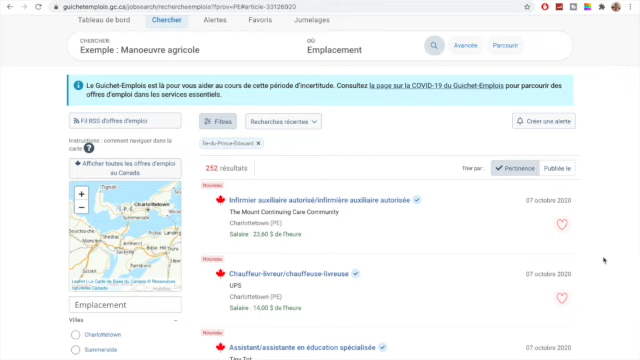 guichetemplois.gc.ca/jobsearch/rechercheemplois?fprov=PE#article-33126920
Tableau de bord
Chercher
Alertes
Favoris
Jumelages
CHERCHER:
Exemple : Manoeuvre agricole
OÙ:
Emplacement
Avancée
Parcourir
Le Guichet-Emplois est là pour vous aider au cours de cette période d'incertitude. Consultez la page sur la COVID-19 du Guichet-Emplois pour parcourir des
offres d'emploi dans les services essentiels.
Fil RSS d'offres d'emploi
Instructions : comment naviguer dans la
carte
Afficher toutes les offres d'emploi
au Canada
Filtres
Recherches récentes
Créer une alerte
Île-du-Prince-Édouard ×
252 résultats
Trier par :
Pertinence
Publiée le
+
−
Charlottetown
Moncton
Emplacement
Villes
Charlottetown
Summerside
Nouveau
Infirmier auxiliaire autorisé/infirmière auxiliaire autorisée
07 octobre 2020
The Mount Continuing Care Community
Charlottetown (PE)
Salaire : 23,60 $ de l'heure
Nouveau
Chauffeur-livreur/chauffeuse-livreuse
07 octobre 2020
UPS
Charlottetown (PE)
Salaire : 14,00 $ de l'heure
Nouveau
Assistant/assistante en éducation spécialisée
07 octobre 2020
Tiny Tot